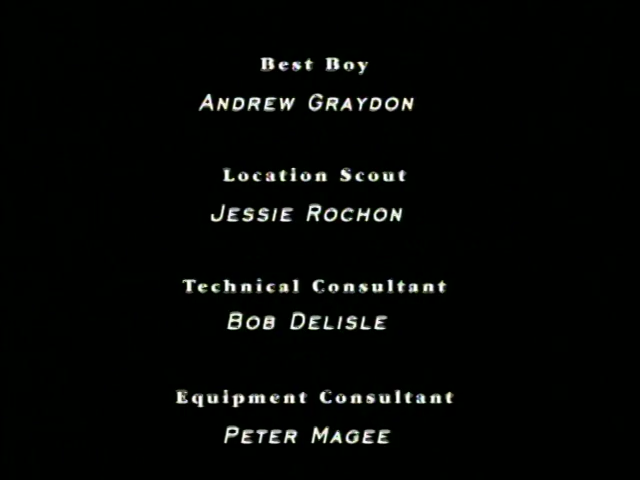 Best Boy
ANDREW GRAYDON
Location Scout
JESSIE ROCHON
Technical Consultant
BOB DELISLE
Equipment Consultant
PETER MAGEE